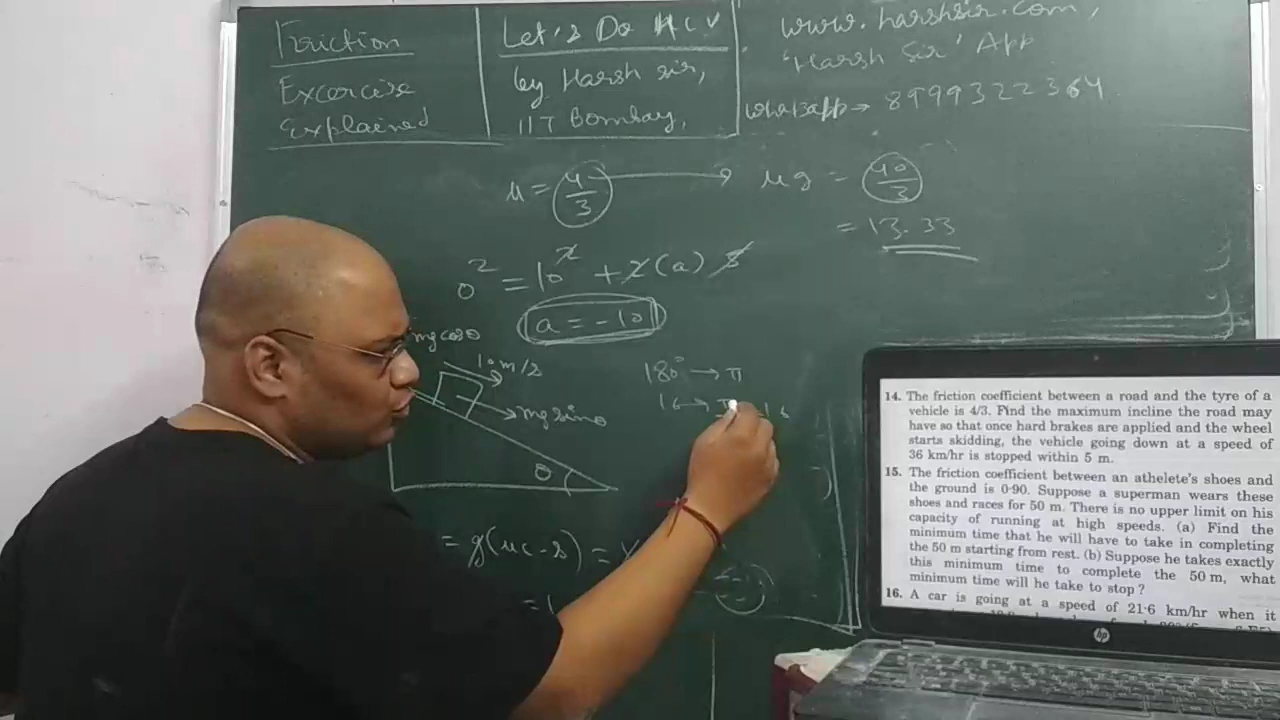 Friction
Excercise
Explained
Let's Do HCV
by Harsh sir,
IIT Bombay,
www.harshsir.com,
'Harsh Sir' App
Whatsapp → 8999322364
μ = 4/3 → μg = 40/3
= 13.33
0² = 10² + 2(a) 5
a = -10
mg cosθ
10 m/s
mg sinθ
θ
180° → π
16 → π 16
= g(μc - s) =
14. The friction coefficient between a road and the tyre of a
vehicle is 4/3. Find the maximum incline the road may
have so that once hard brakes are applied and the wheel
starts skidding, the vehicle going down at a speed of
36 km/hr is stopped within 5 m.
15. The friction coefficient between an athelete's shoes and
the ground is 0·90. Suppose a superman wears these
shoes and races for 50 m. There is no upper limit on his
capacity of running at high speeds. (a) Find the
minimum time that he will have to take in completing
the 50 m starting from rest. (b) Suppose he takes exactly
this minimum time to complete the 50 m, what
minimum time will he take to stop ?
16. A car is going at a speed of 21·6 km/hr when it
hp